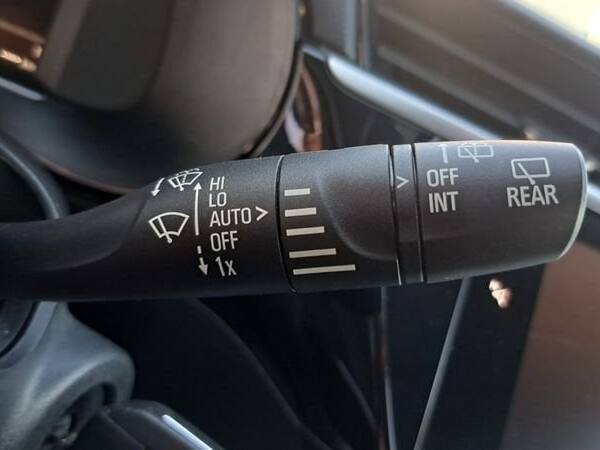 HI
LO
AUTO >
OFF
1x
>
OFF
INT
REAR